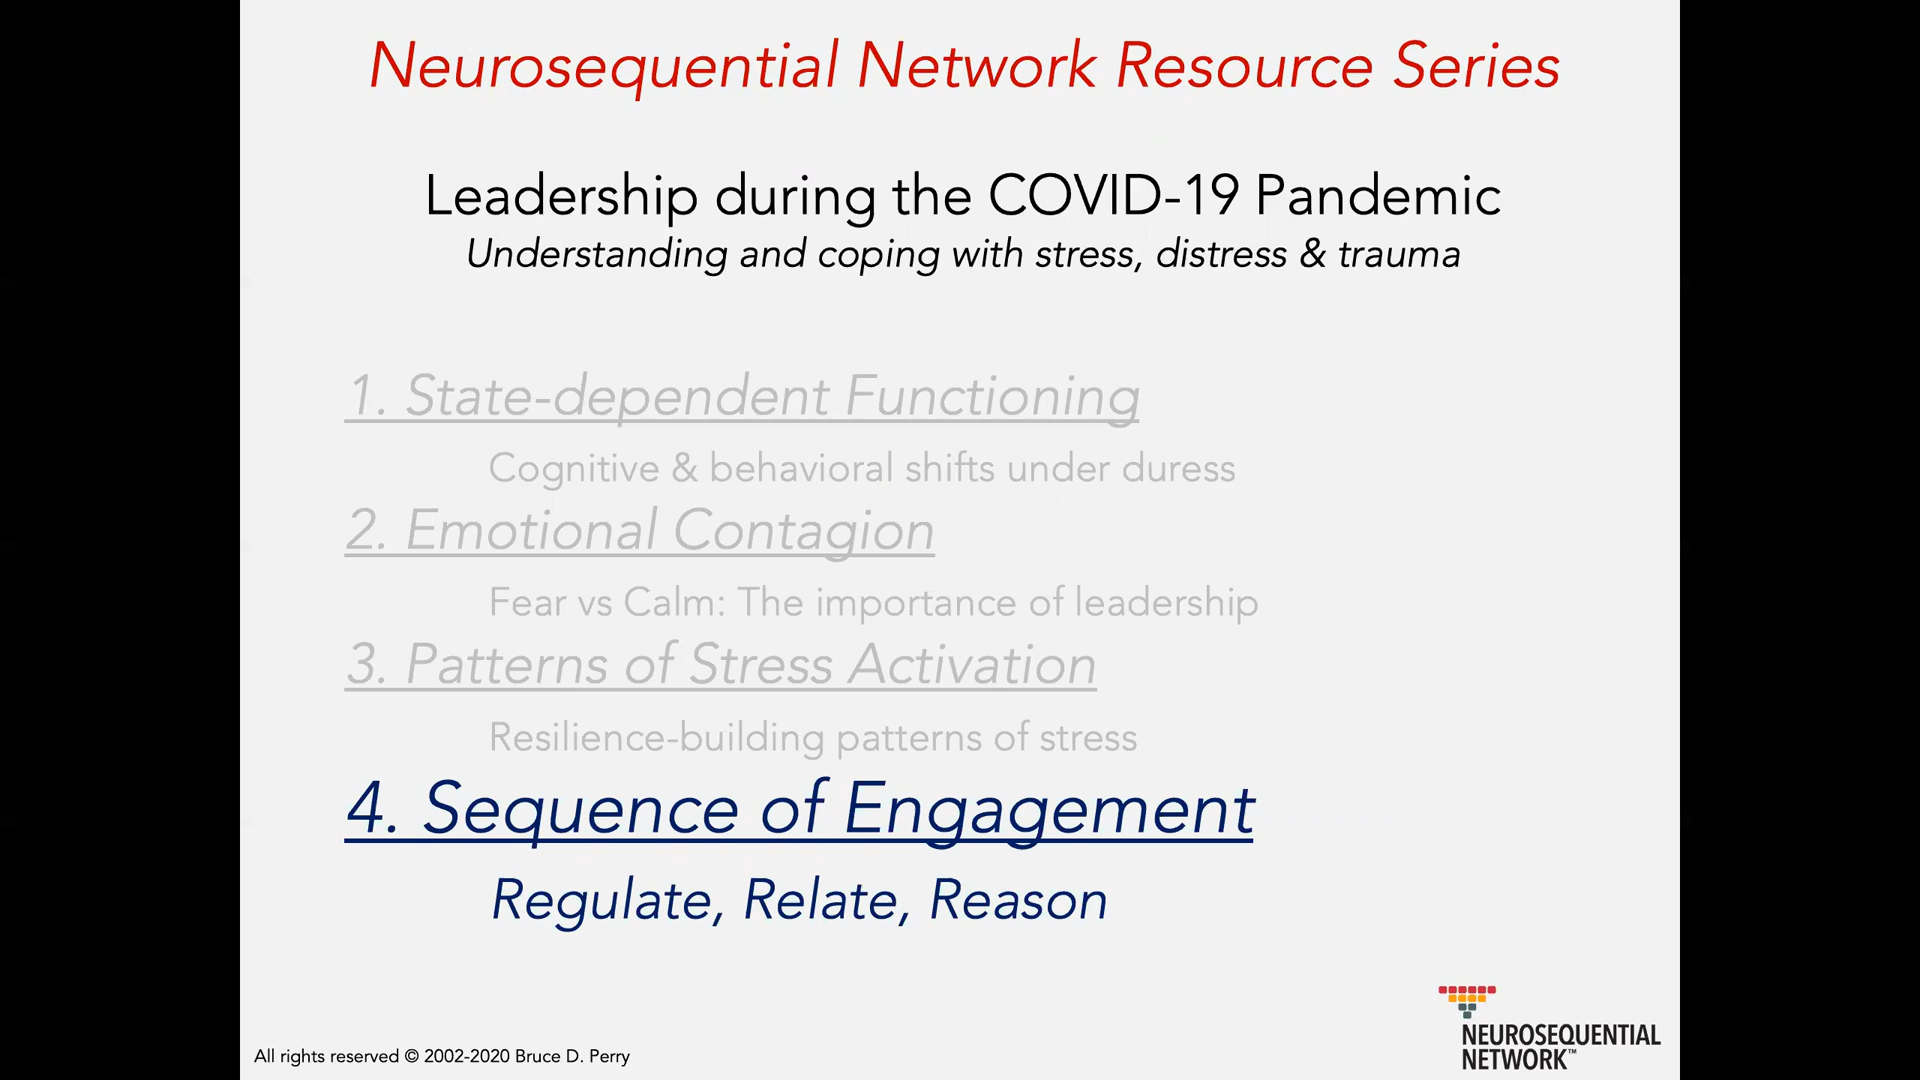 Neurosequential Network Resource Series
Leadership during the COVID-19 Pandemic
Understanding and coping with stress, distress & trauma
1. State-dependent Functioning
Cognitive & behavioral shifts under duress
2. Emotional Contagion
Fear vs Calm: The importance of leadership
3. Patterns of Stress Activation
Resilience-building patterns of stress
4. Sequence of Engagement
Regulate, Relate, Reason
All rights reserved © 2002-2020 Bruce D. Perry
NEUROSEQUENTIAL
NETWORK™